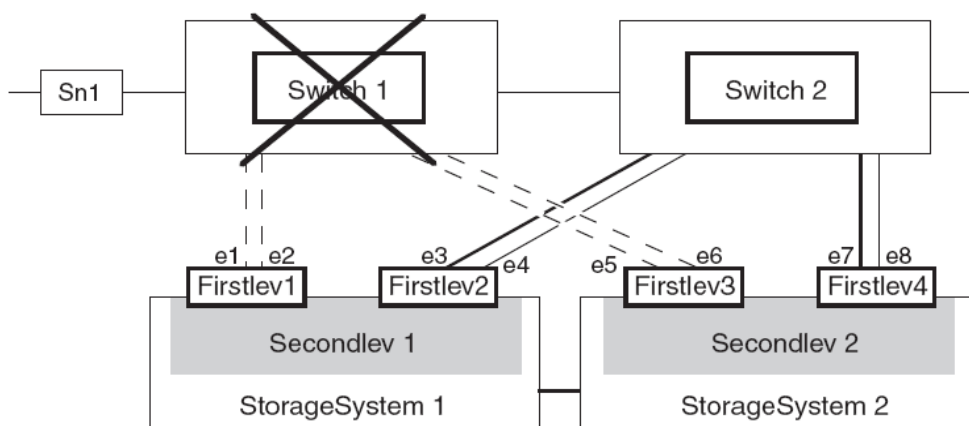 Sn1
Switch 1
Switch 2
e1
e2
e3
e4
e5
e6
e7
e8
Firstlev1
Firstlev2
Firstlev3
Firstlev4
Secondlev 1
Secondlev 2
StorageSystem 1
StorageSystem 2